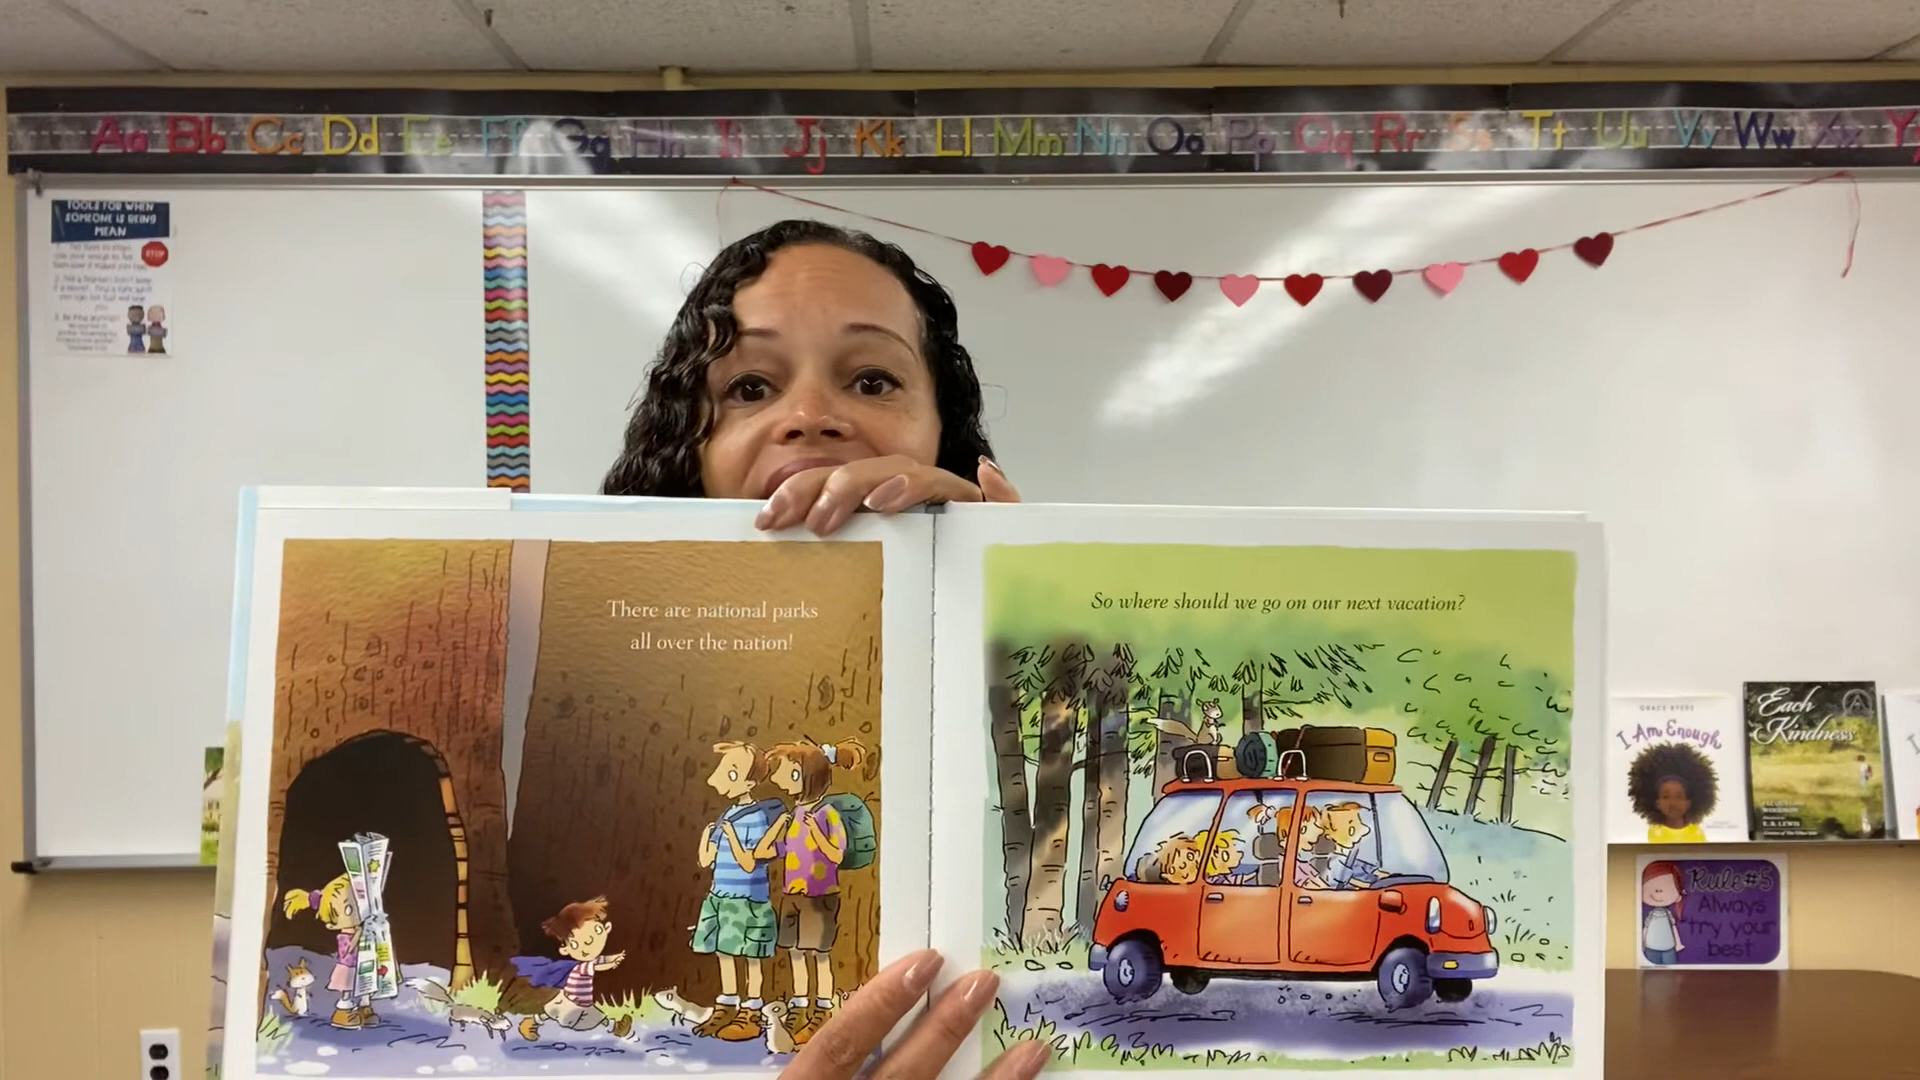 Aa Bb Cc Dd Ee Ff Gg Hh Ii Jj Kk Ll Mm Nn Oo Pp Qq Rr Ss Tt Uu Vv Ww Xx
TOOLS FOR WHEN
SOMEONE IS BEING
MEAN
STOP
There are national parks
all over the nation!
So where should we go on our next vacation?
GRACE BYERS
I Am Enough
Each
Kindness
E. B. LEWIS
Rule #5
Always
try your
best